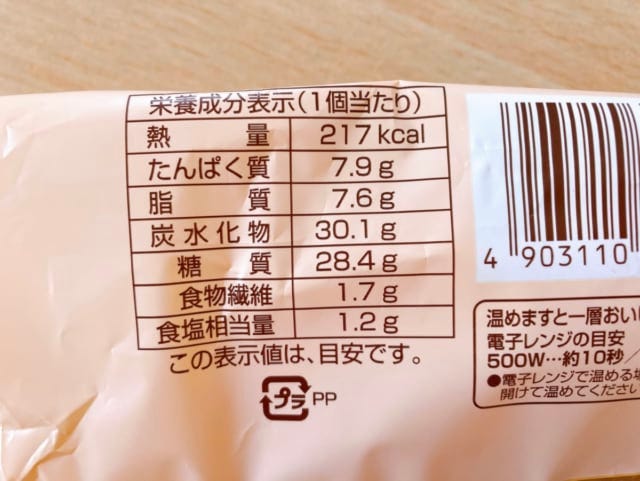 栄養成分表示(1個当たり)
熱量 217kcal
たんぱく質 7.9g
脂質 7.6g
炭水化物 30.1g
糖質 28.4g
食物繊維 1.7g
食塩相当量 1.2g
この表示値は、目安です。
プラ PP
4 903110
温めますと一層おい
電子レンジの目安
500W…約10秒/
●電子レンジで温める
開けて温めてください